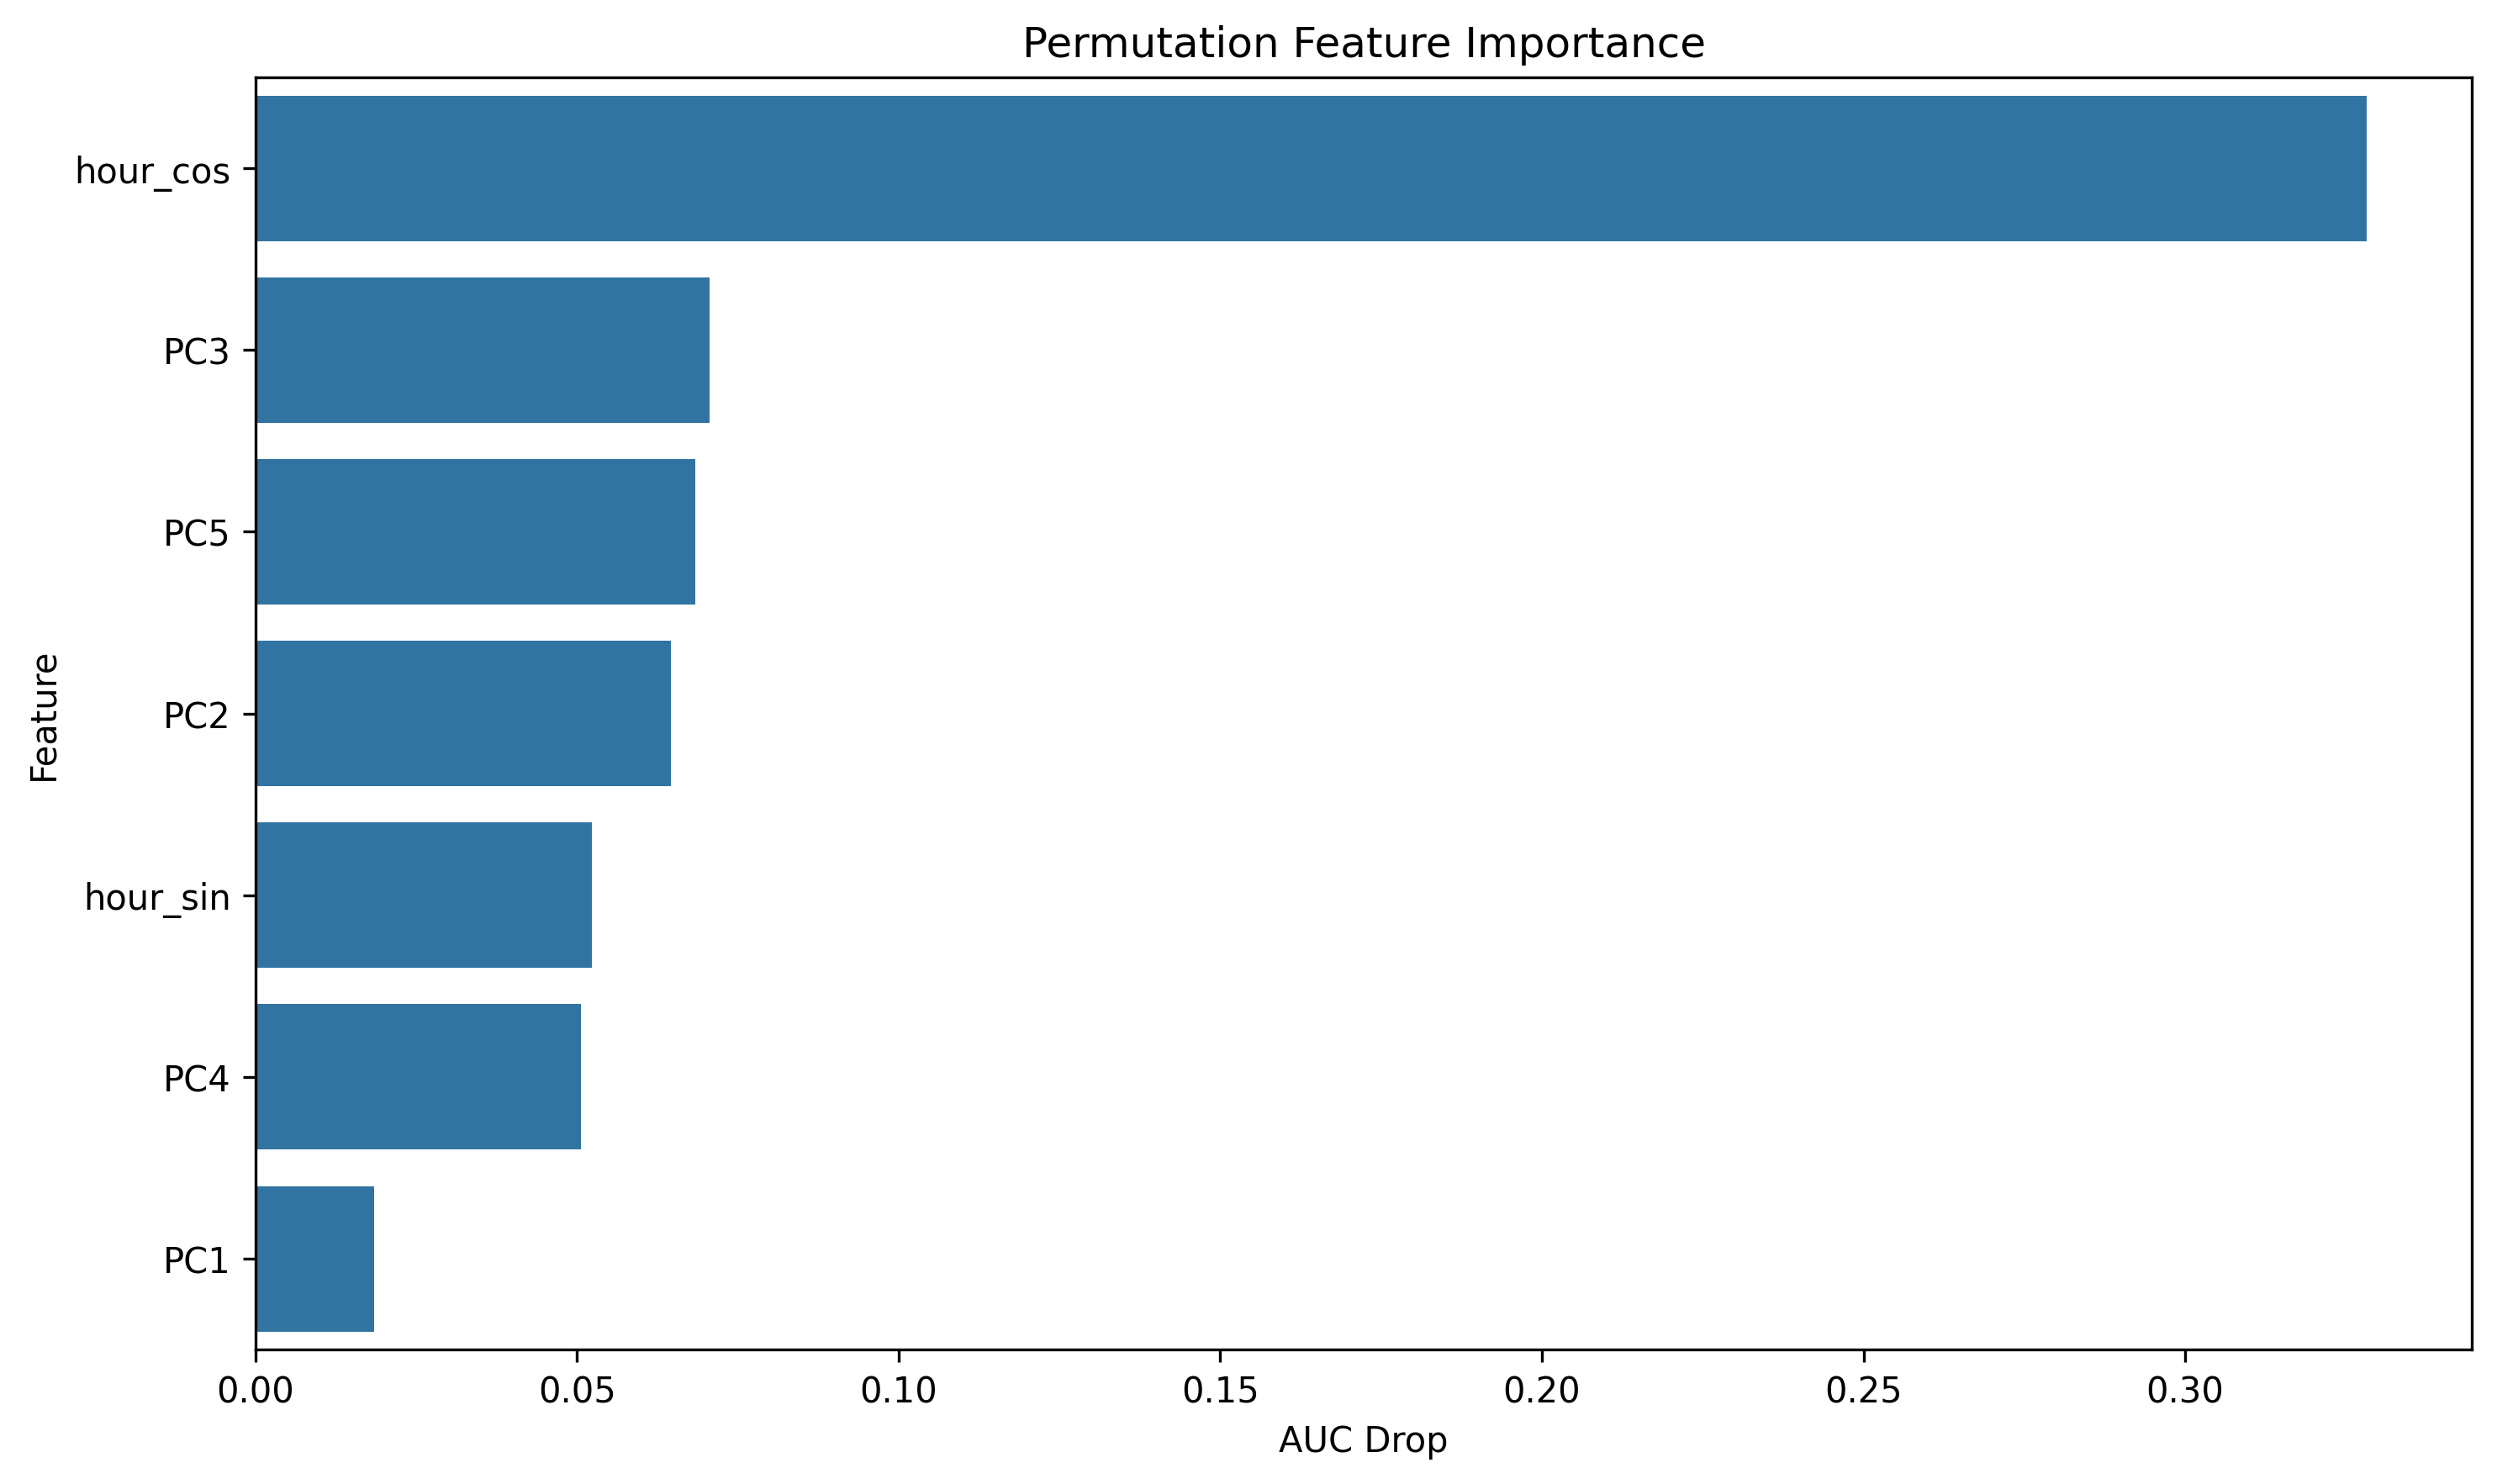 Permutation Feature Importance
hour_cos
PC3
PC5
PC2
hour_sin
PC4
PC1
Feature
0.00 0.05 0.10 0.15 0.20 0.25 0.30
AUC Drop